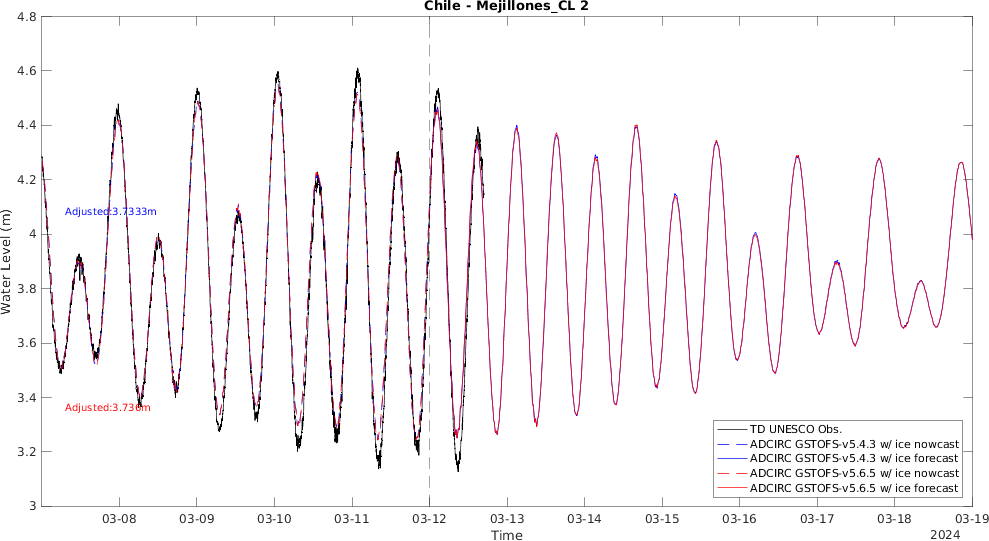 Chile - Mejillones_CL 2
4.8
4.6
4.4
4.2
4
3.8
3.6
3.4
3.2
3
Water Level (m)
Adjusted:3.7333m
Adjusted:3.736m
TD UNESCO Obs.
ADCIRC GSTOFS-v5.4.3 w/ ice nowcast
ADCIRC GSTOFS-v5.4.3 w/ ice forecast
ADCIRC GSTOFS-v5.6.5 w/ ice nowcast
ADCIRC GSTOFS-v5.6.5 w/ ice forecast
03-08 03-09 03-10 03-11 03-12 03-13 03-14 03-15 03-16 03-17 03-18 03-19
Time
2024